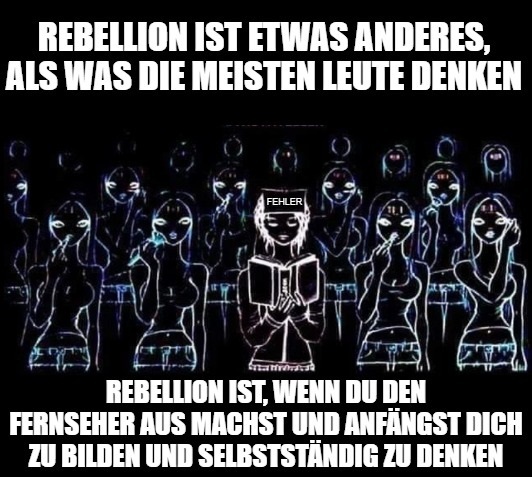 REBELLION IST ETWAS ANDERES,
ALS WAS DIE MEISTEN LEUTE DENKEN
FEHLER
REBELLION IST, WENN DU DEN
FERNSEHER AUS MACHST UND ANFÄNGST DICH
ZU BILDEN UND SELBSTSTÄNDIG ZU DENKEN